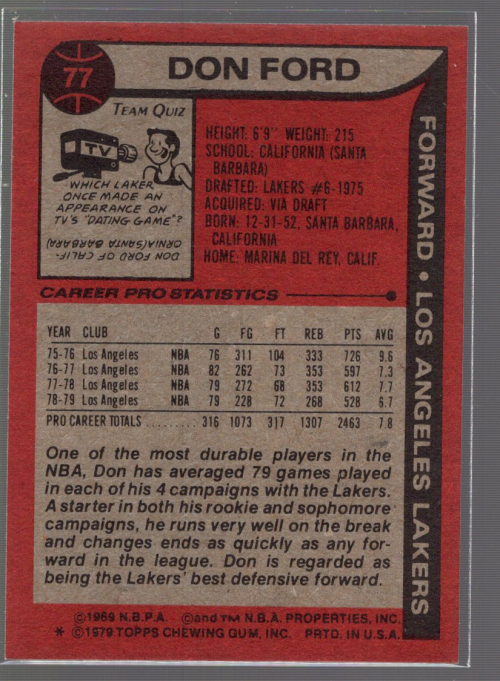 77
DON FORD
TEAM QUIZ
TV
WHICH LAKER
ONCE MADE AN
APPEARANCE ON
TV'S "DATING GAME"?
DON FORD OF CALIF-
ORNIA (SANTA BARBARA)
HEIGHT: 6'9" WEIGHT: 215
SCHOOL: CALIFORNIA (SANTA
BARBARA)
DRAFTED: LAKERS #6-1975
ACQUIRED: VIA DRAFT
BORN: 12-31-52, SANTA BARBARA,
CALIFORNIA
HOME: MARINA DEL REY, CALIF.
FORWARD • LOS ANGELES LAKERS
CAREER PRO STATISTICS
YEAR CLUB G FG FT REB PTS AVG
75-76 Los Angeles NBA 76 311 104 333 726 9.6
76-77 Los Angeles NBA 82 262 73 353 597 7.3
77-78 Los Angeles NBA 79 272 68 353 612 7.7
78-79 Los Angeles NBA 79 228 72 268 528 6.7
PRO CAREER TOTALS ......... 316 1073 317 1307 2463 7.8
One of the most durable players in the
NBA, Don has averaged 79 games played
in each of his 4 campaigns with the Lakers.
A starter in both his rookie and sophomore
campaigns, he runs very well on the break
and changes ends as quickly as any for-
ward in the league. Don is regarded as
being the Lakers' best defensive forward.
©1969 N.B.P.A. ©and TM N.B.A. PROPERTIES, INC.
* ©1979 TOPPS CHEWING GUM, INC. PRTD. IN U.S.A.